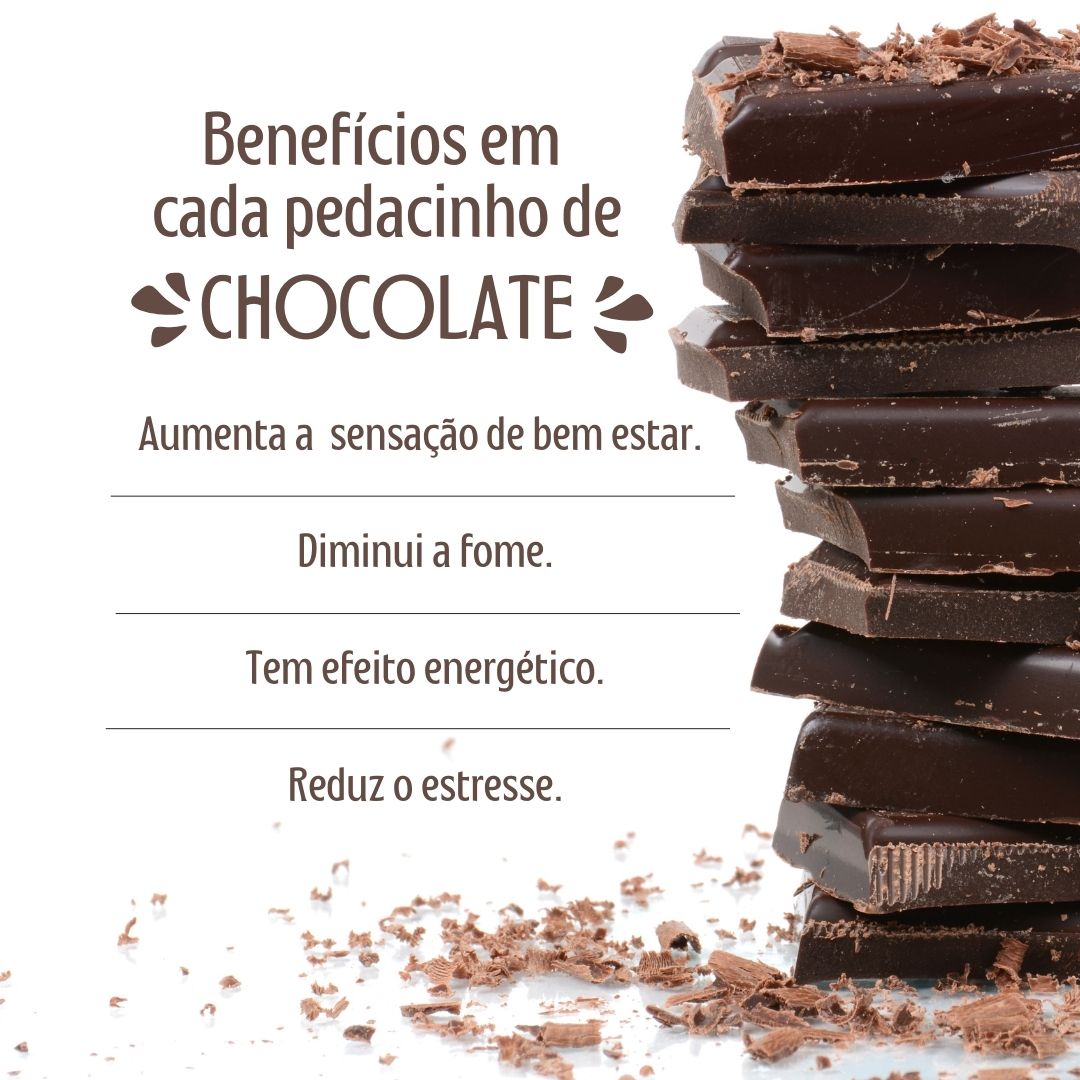 Benefícios em
cada pedacinho de
CHOCOLATE
Aumenta a sensação de bem estar.
Diminui a fome.
Tem efeito energético.
Reduz o estresse.